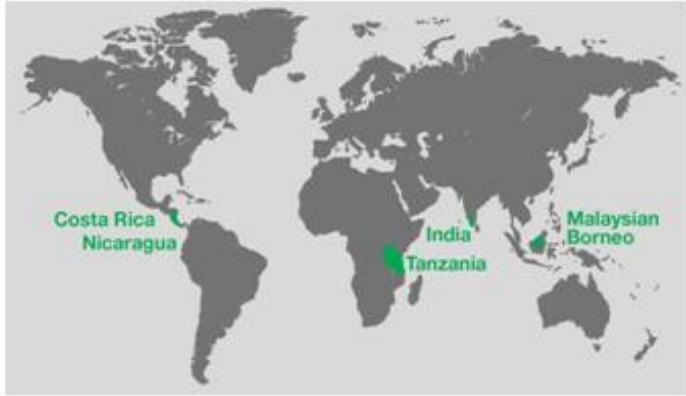 Costa Rica
Nicaragua
India
Tanzania
Malaysian
Borneo